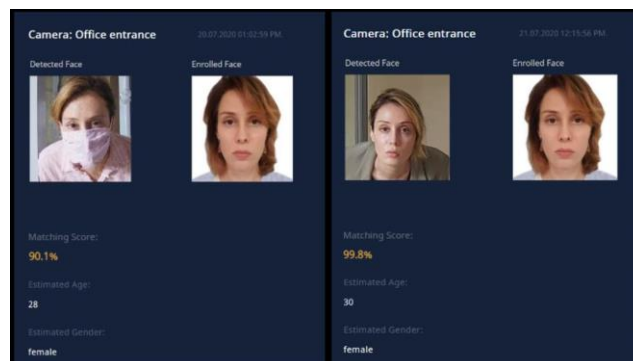 Camera: Office entrance
20.07.2020 01:02:59 PM
Detected Face
Enrolled Face
Matching Score:
90.1%
Estimated Age:
28
Estimated Gender:
female
Camera: Office entrance
21.07.2020 12:15:56 PM
Detected Face
Enrolled Face
Matching Score:
99.8%
Estimated Age:
30
Estimated Gender:
female